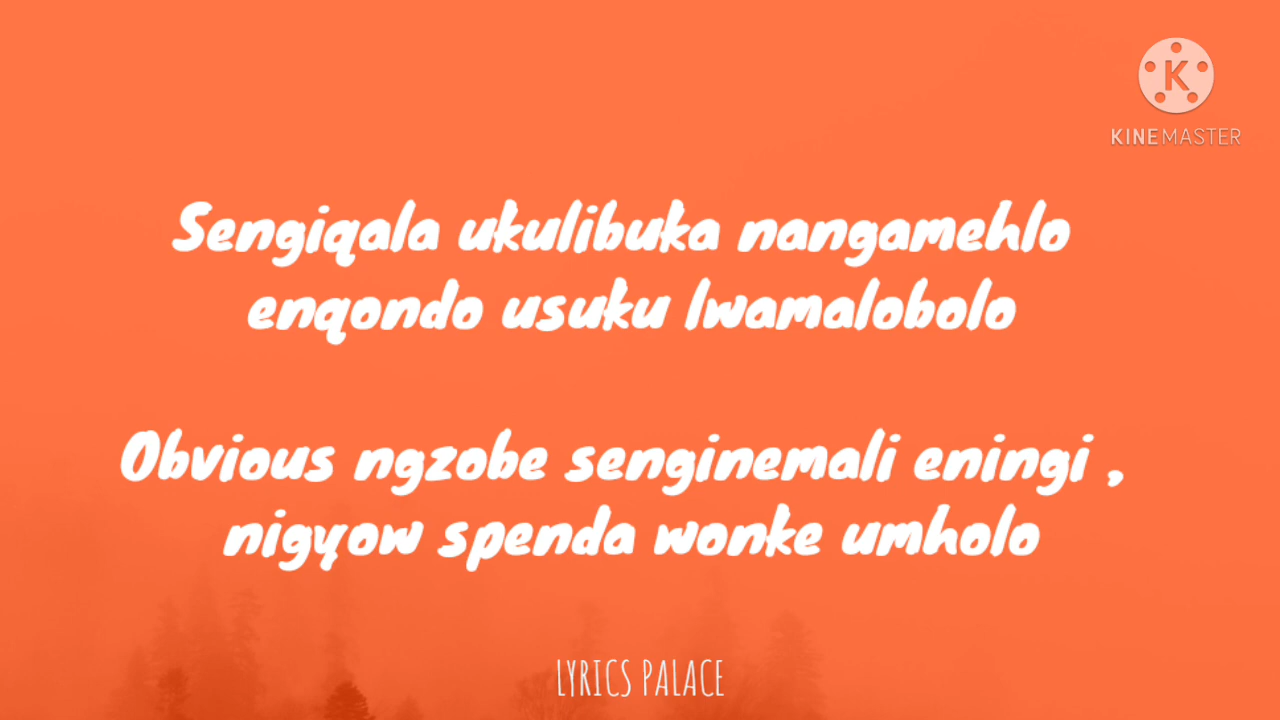 K
KINEMASTER
Sengiqala ukulibuka nangamehlo
enqondo usuku lwamalobolo
Obvious ngzobe senginemali eningi ,
nigyow spenda wonke umholo
LYRICS PALACE